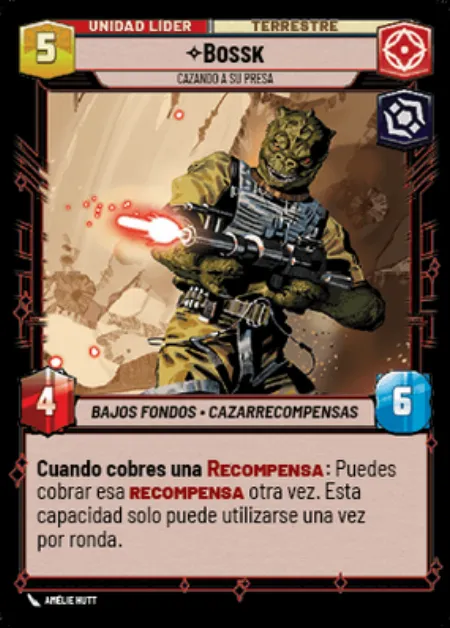 UNIDAD LÍDER
TERRESTRE
5
BOSSK
CAZANDO A SU PRESA
4
BAJOS FONDOS • CAZARRECOMPENSAS
6
Cuando cobres una RECOMPENSA: Puedes
cobrar esa RECOMPENSA otra vez. Esta
capacidad solo puede utilizarse una vez
por ronda.
AMÉLIE HUTT